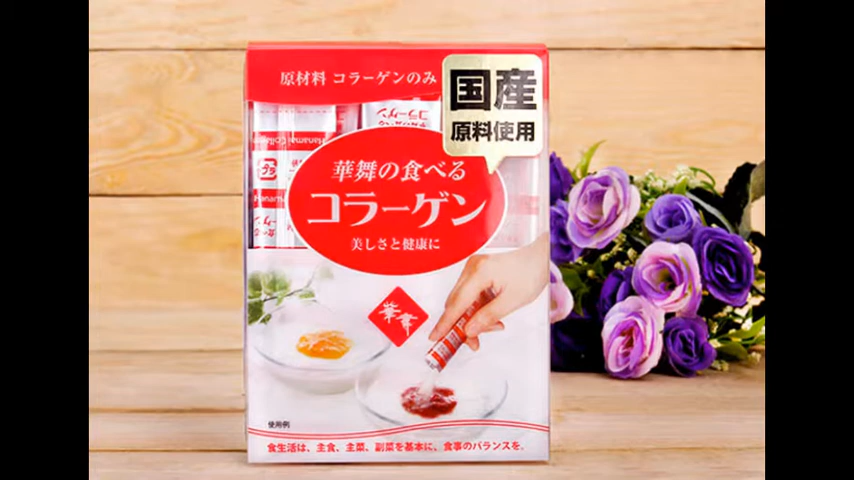 原材料 コラーゲンのみ
国産
原料使用
Hanama Collag
華舞の食べる
コラーゲン
美しさと健康に
華舞
使用例
食生活は、主食、主菜、副菜を基本に、食事のバランスを。